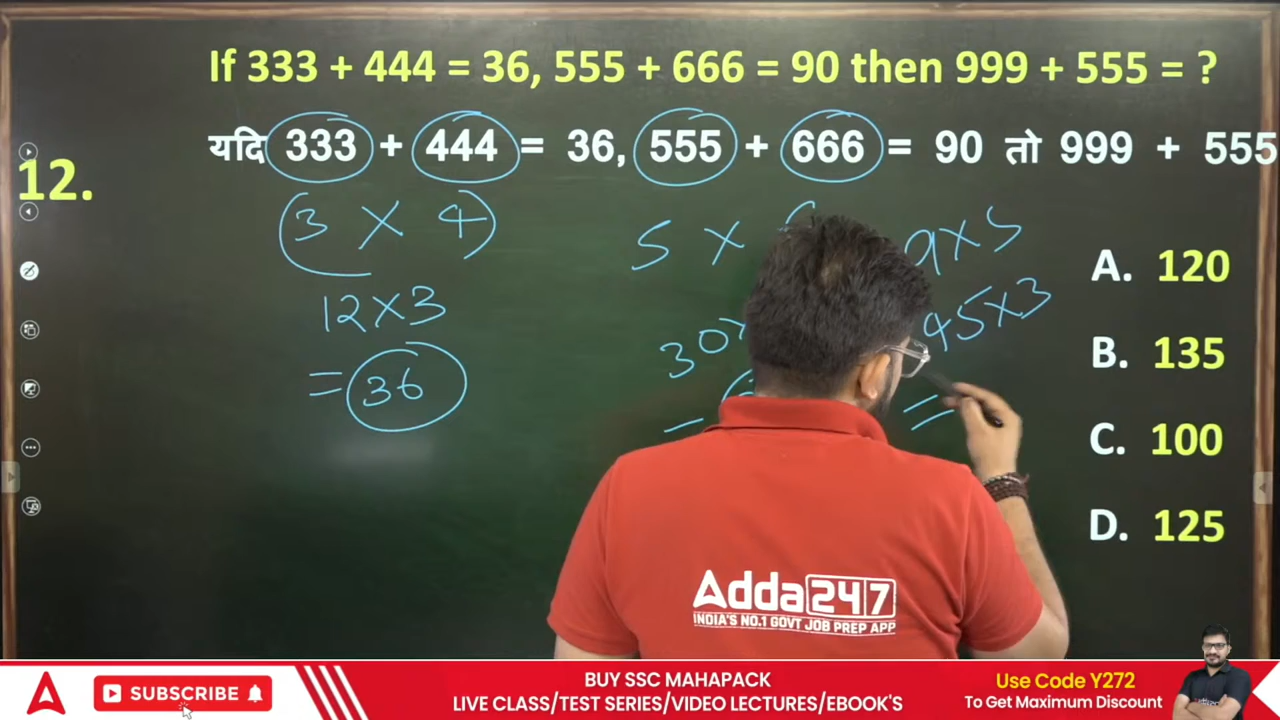 If 333 + 444 = 36, 555 + 666 = 90 then 999 + 555 = ?
यदि 333 + 444 = 36, 555 + 666 = 90 तो 999 + 555
12.
(3 × 4)
12×3
= 36
5 ×
30
=
9×5
45×3
=
A. 120
B. 135
C. 100
D. 125
Adda247
INDIA'S NO.1 GOVT JOB PREP APP
SUBSCRIBE
BUY SSC MAHAPACK
LIVE CLASS/TEST SERIES/VIDEO LECTURES/EBOOK'S
Use Code Y272
To Get Maximum Discount